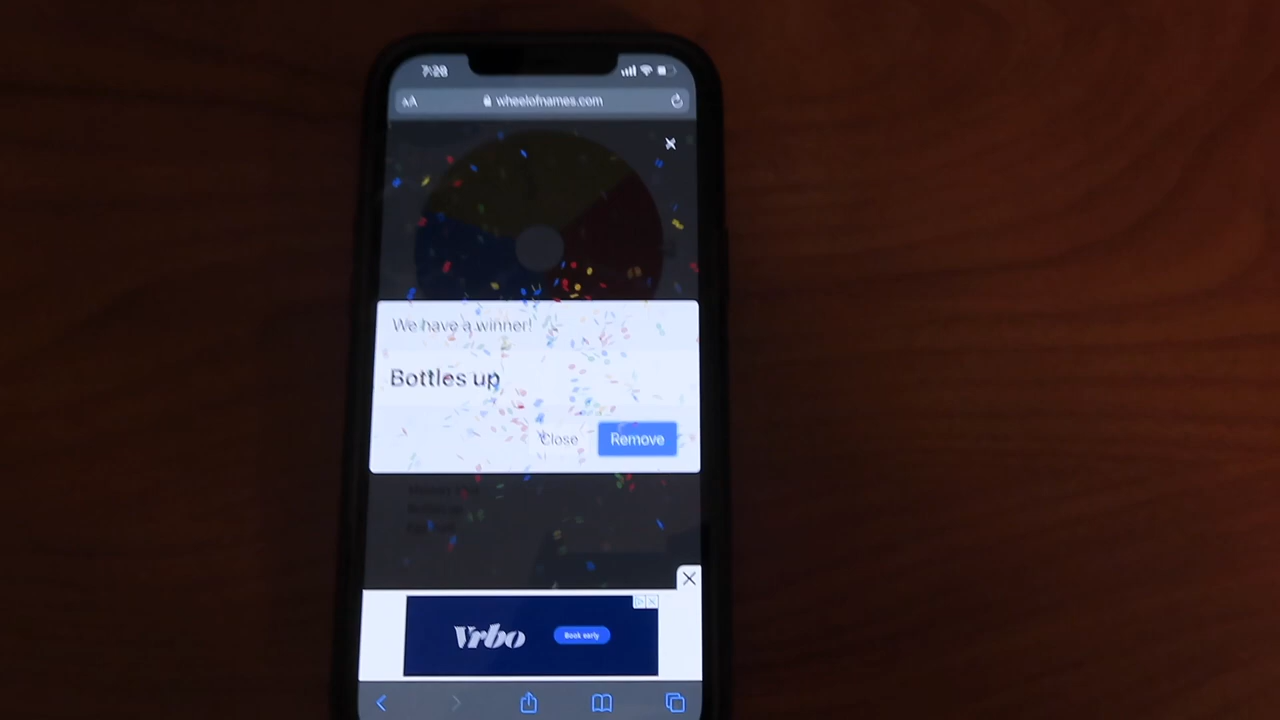 7:28
AA
wheelofnames.com
We have a winner!
Bottles up
Close
Remove
Vrbo
Book early